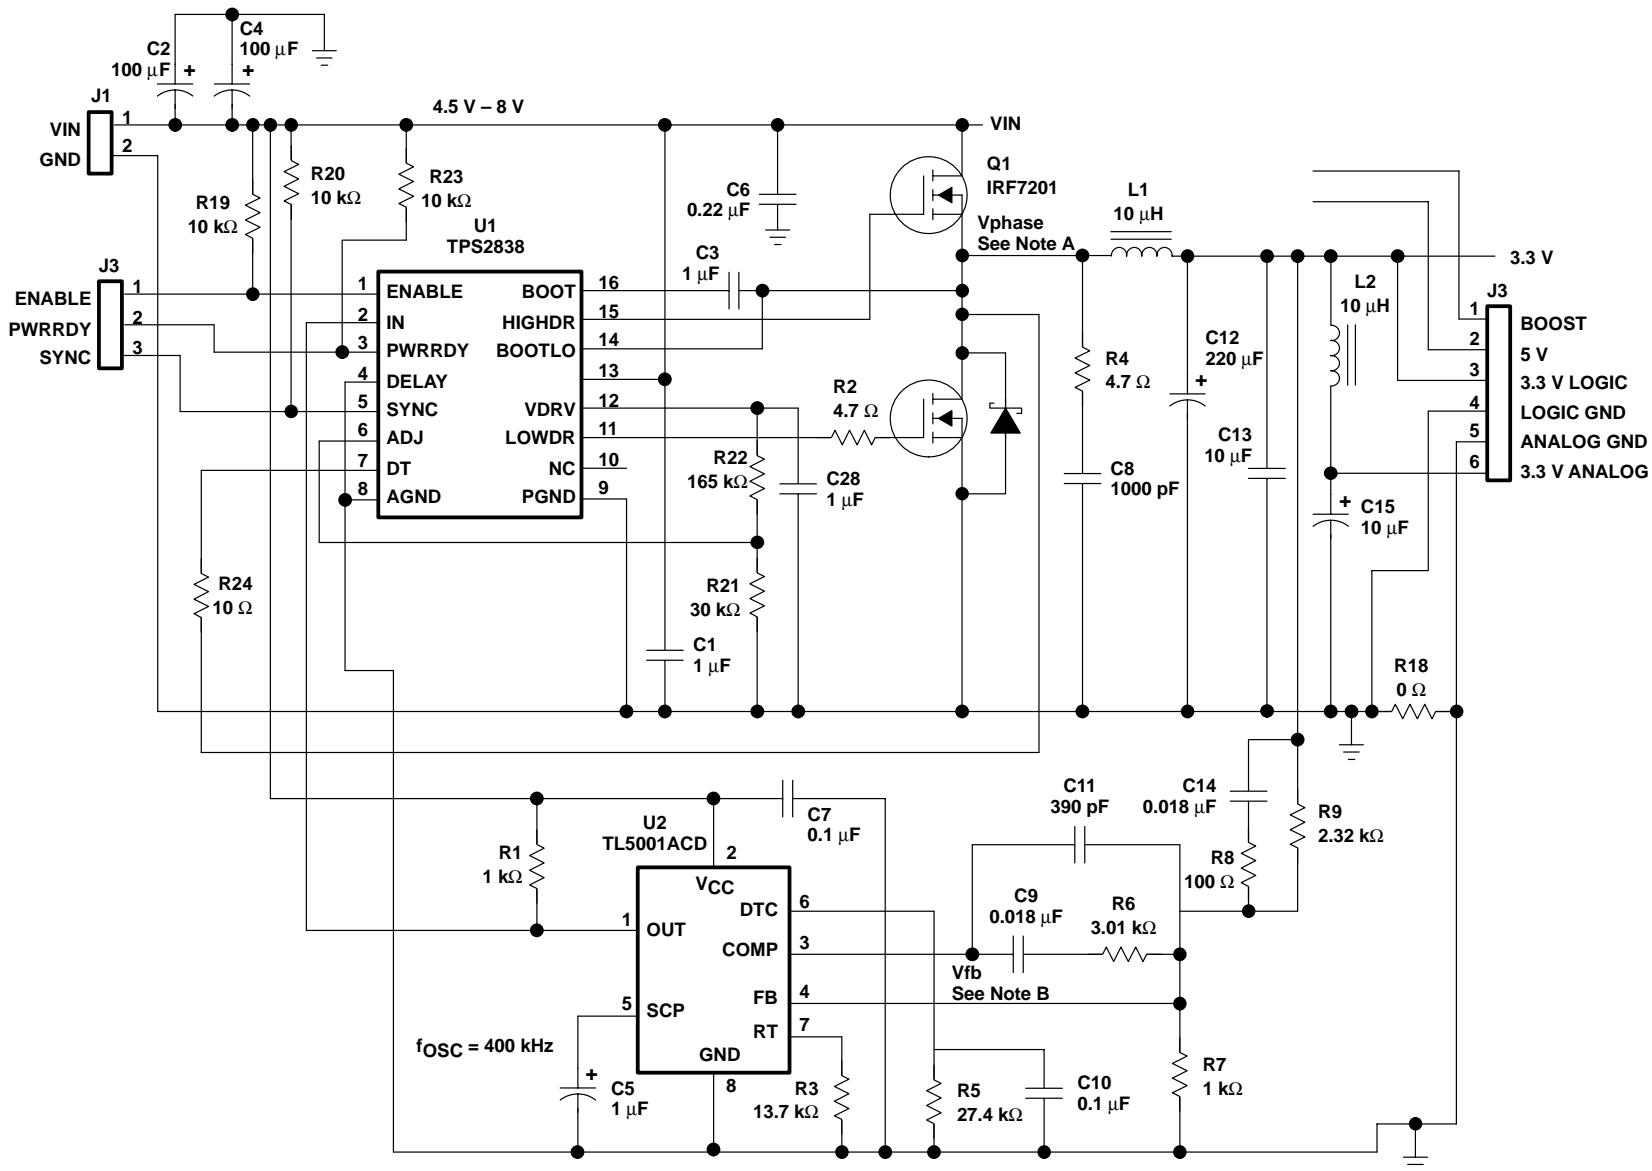 C2
100 μF
+
C4
100 μF
+
J1
VIN
GND
1
2
4.5 V – 8 V
VIN
R19
10 kΩ
R20
10 kΩ
R23
10 kΩ
C6
0.22 μF
Q1
IRF7201
Vphase
See Note A
L1
10 μH
3.3 V
U1
TPS2838
C3
1 μF
J3
ENABLE
PWRRDY
SYNC
1
2
3
1 ENABLE
2 IN
3 PWRRDY
4 DELAY
5 SYNC
6 ADJ
7 DT
8 AGND
BOOT 16
HIGHDR 15
BOOTLO 14
13
VDRV 12
LOWDR 11
NC 10
PGND 9
R2
4.7 Ω
R22
165 kΩ
C28
1 μF
R21
30 kΩ
C1
1 μF
R24
10 Ω
R4
4.7 Ω
C8
1000 pF
C12
220 μF
+
C13
10 μF
L2
10 μH
C15
10 μF
+
J3
1 BOOST
2 5 V
3 3.3 V LOGIC
4 LOGIC GND
5 ANALOG GND
6 3.3 V ANALOG
R18
0 Ω
C7
0.1 μF
U2
TL5001ACD
R1
1 kΩ
2
VCC
1 OUT
5 SCP
GND
8
DTC 6
COMP 3
FB 4
RT 7
fOSC = 400 kHz
C5
1 μF
+
R3
13.7 kΩ
R5
27.4 kΩ
C10
0.1 μF
C11
390 pF
C9
0.018 μF
R6
3.01 kΩ
Vfb
See Note B
C14
0.018 μF
R8
100 Ω
R9
2.32 kΩ
R7
1 kΩ